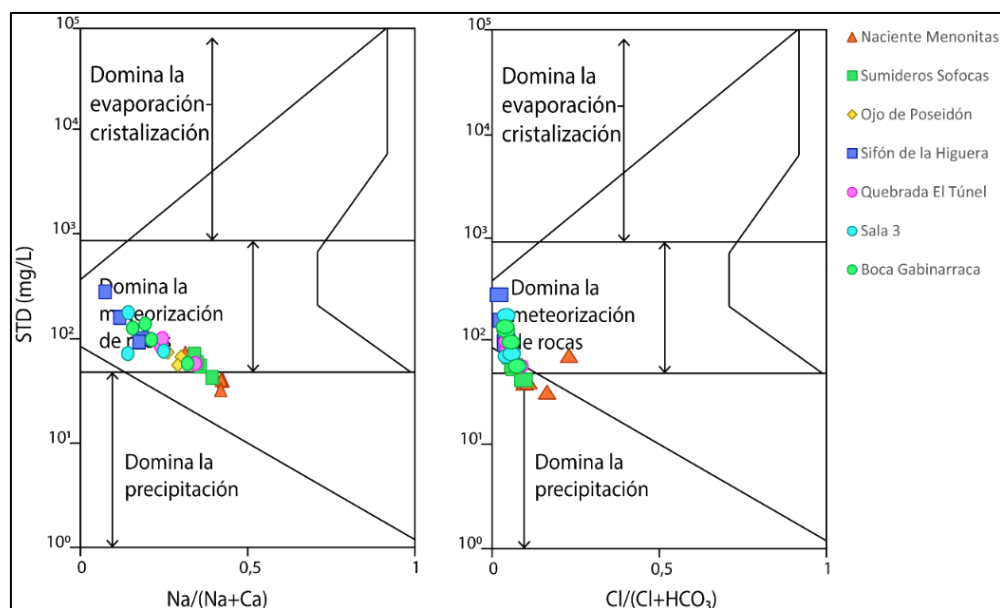 10⁵
10⁴
10³
10²
10¹
10⁰
STD (mg/L)
Domina la
evaporación-
cristalización
Domina la
meteorización
de rocas
Domina la
precipitación
0
0,5
1
Na/(Na+Ca)
10⁵
10⁴
10³
10²
10¹
10⁰
Domina la
evaporación-
cristalización
Domina la
meteorización
de rocas
Domina la
precipitación
0
0,5
1
Cl/(Cl+HCO₃)
Naciente Menonitas
Sumideros Sofocas
Ojo de Poseidón
Sifón de la Higuera
Quebrada El Túnel
Sala 3
Boca Gabinarraca